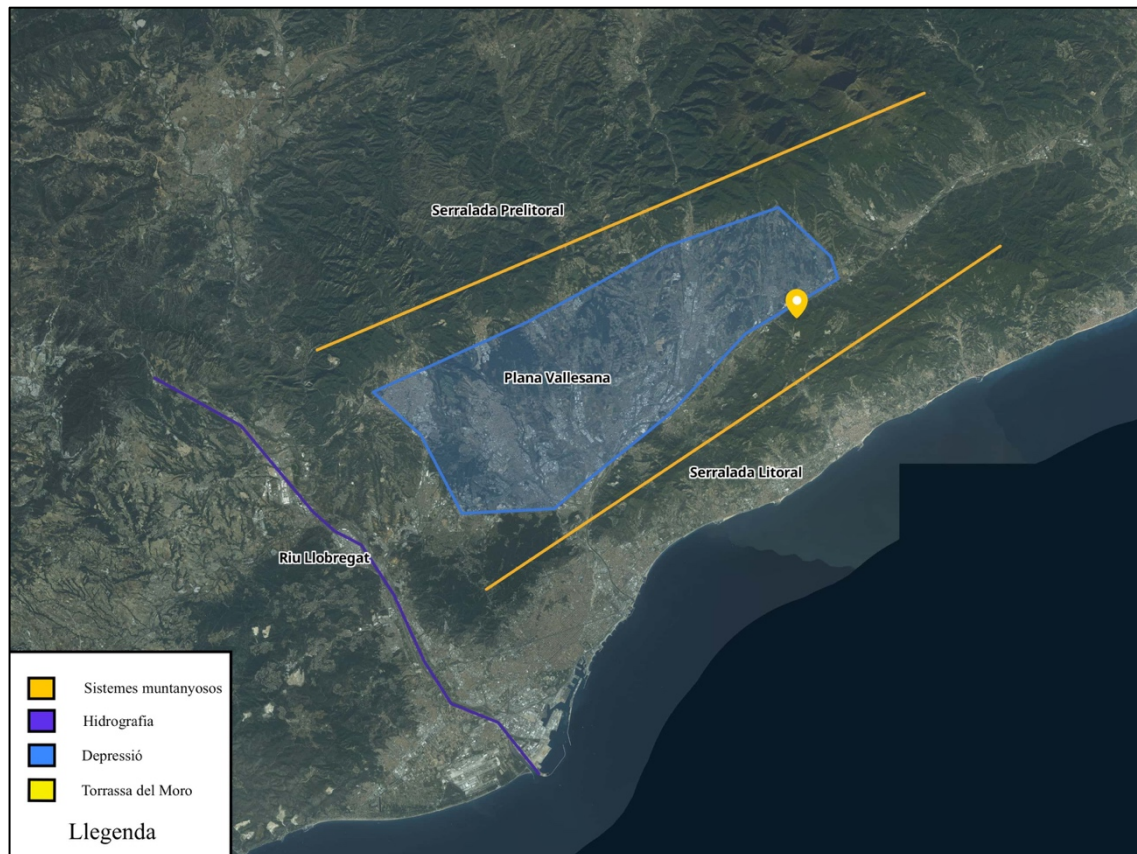 Serralada Prelitoral
Plana Vallesana
Serralada Litoral
Riu Llobregat
Sistemes muntanyosos
Hidrografia
Depressió
Torrassa del Moro
Llegenda